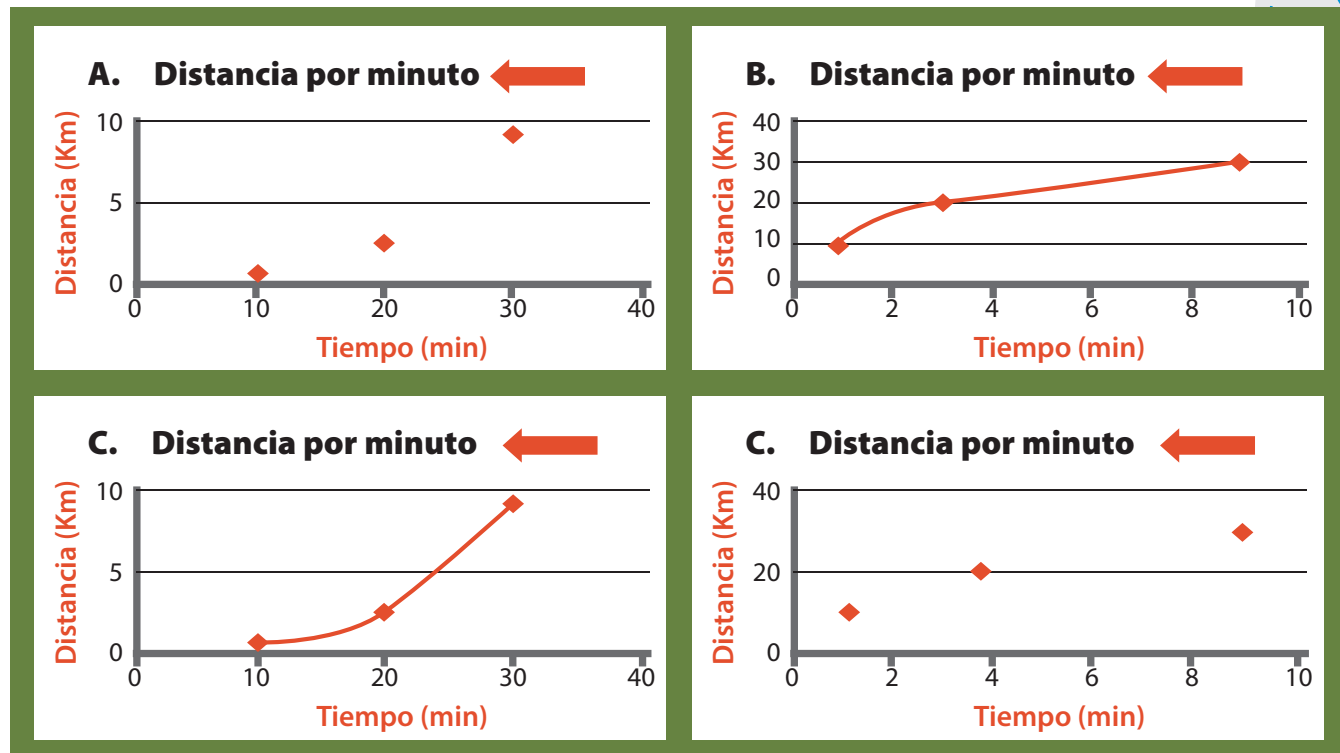 A. Distancia por minuto
Distancia (Km)
10
5
0
0 10 20 30 40
Tiempo (min)
B. Distancia por minuto
Distancia (Km)
40
30
20
10
0
0 2 4 6 8 10
Tiempo (min)
C. Distancia por minuto
Distancia (Km)
10
5
0
0 10 20 30 40
Tiempo (min)
C. Distancia por minuto
Distancia (Km)
40
20
0
0 2 4 6 8 10
Tiempo (min)